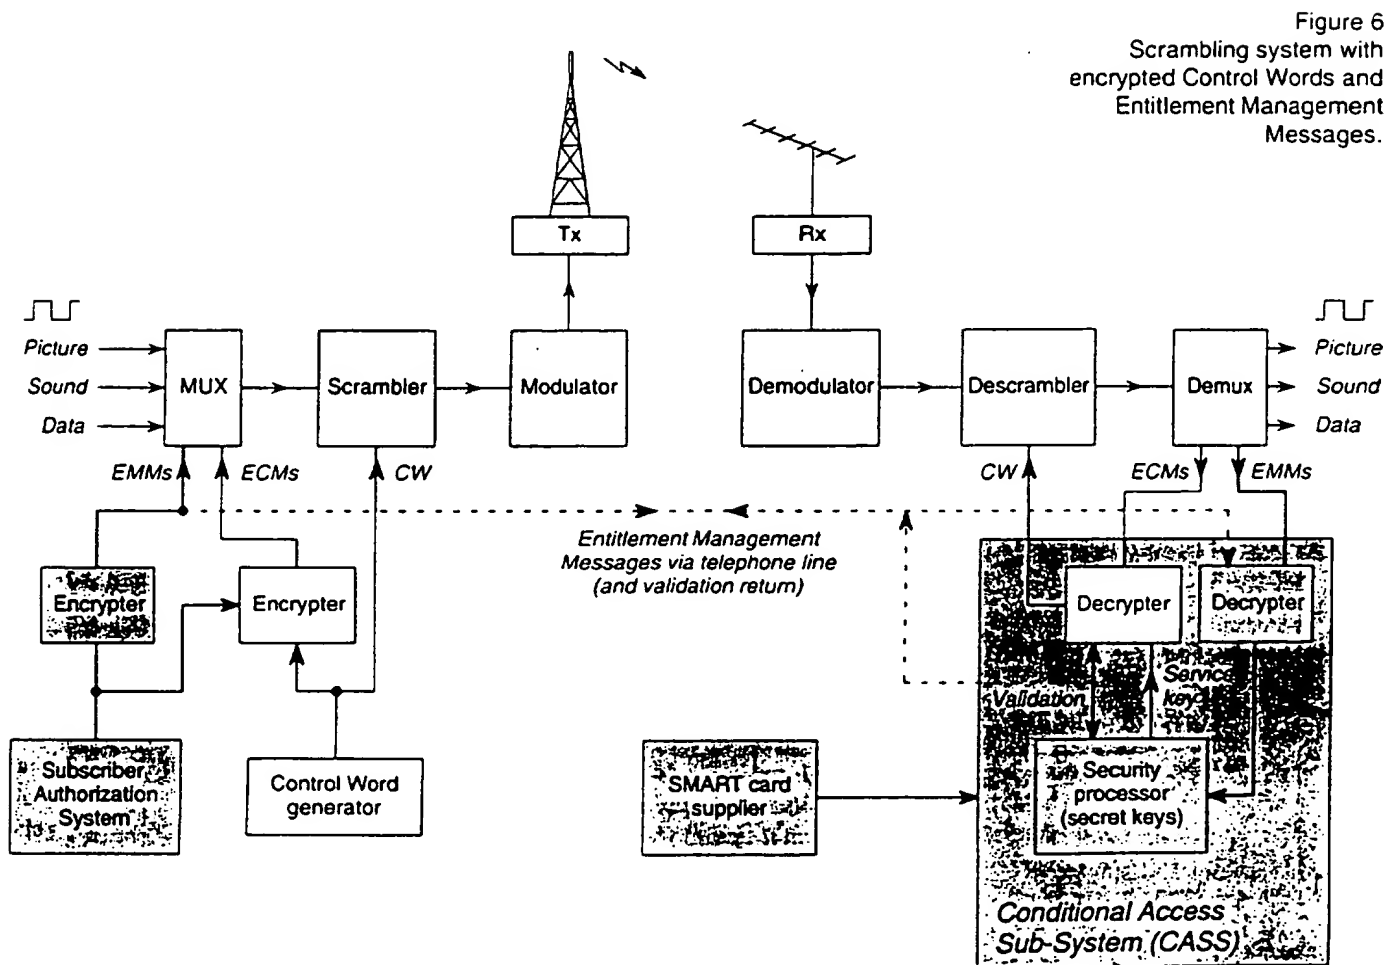 Figure 6
Scrambling system with
encrypted Control Words and
Entitlement Management
Messages.
Tx
Rx
Picture
Sound
Data
MUX
Scrambler
Modulator
Demodulator
Descrambler
Demux
Picture
Sound
Data
EMMs
ECMs
CW
CW
ECMs
EMMs
Entitlement Management
Messages via telephone line
(and validation return)
Encrypter
Encrypter
Decrypter
Decrypter
Validation
Service
key
Subscriber
Authorization
System
Control Word
generator
SMART card
supplier
Security
processor
(secret keys)
Conditional Access
Sub-System (CASS)